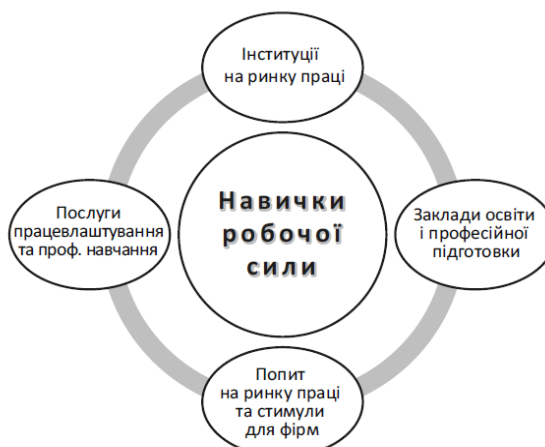 Інституції
на ринку праці
Послуги
працевлаштування
та проф. навчання
Навички
робочої
сили
Заклади освіти
і професійної
підготовки
Попит
на ринку праці
та стимули
для фірм